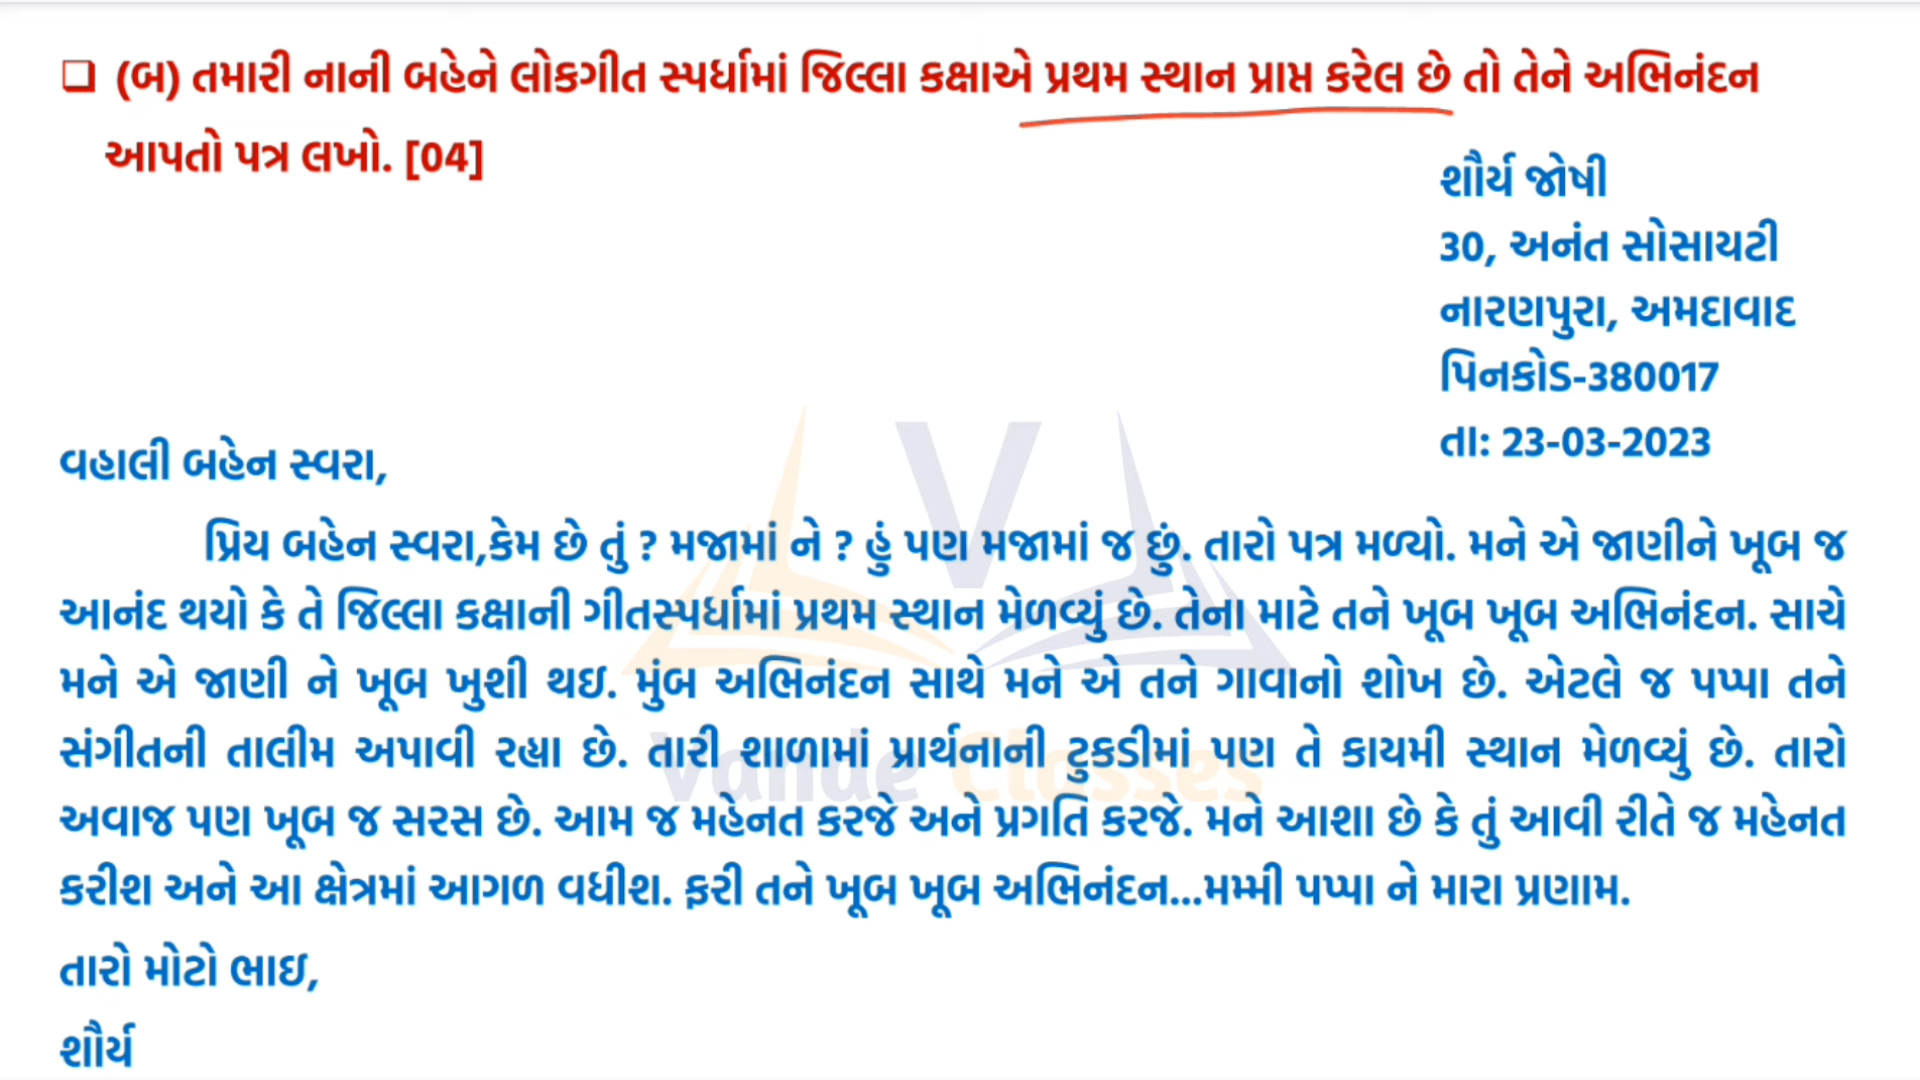 ❑ (બ) તમારી નાની બહેને લોકગીત સ્પર્ધામાં જિલ્લા કક્ષાએ પ્રથમ સ્થાન પ્રાપ્ત કરેલ છે તો તેને અભિનંદન
આપતો પત્ર લખો. [04]
શૌર્ય જોષી
30, અનંત સોસાયટી
નારણપુરા, અમદાવાદ
પિનકોડ-380017
તા: 23-03-2023
વહાલી બહેન સ્વરા,
પ્રિય બહેન સ્વરા,કેમ છે તું ? મજામાં ને ? હું પણ મજામાં જ છું. તારો પત્ર મળ્યો. મને એ જાણીને ખૂબ જ
આનંદ થયો કે તે જિલ્લા કક્ષાની ગીતસ્પર્ધામાં પ્રથમ સ્થાન મેળવ્યું છે. તેના માટે તને ખૂબ ખૂબ અભિનંદન. સાચે
મને એ જાણી ને ખૂબ ખુશી થઇ. મુંબ અભિનંદન સાથે મને એ તને ગાવાનો શોખ છે. એટલે જ પપ્પા તને
સંગીતની તાલીમ અપાવી રહ્યા છે. તારી શાળામાં પ્રાર્થનાની ટુકડીમાં પણ તે કાયમી સ્થાન મેળવ્યું છે. તારો
અવાજ પણ ખૂબ જ સરસ છે. આમ જ મહેનત કરજે અને પ્રગતિ કરજે. મને આશા છે કે તું આવી રીતે જ મહેનત
કરીશ અને આ ક્ષેત્રમાં આગળ વધીશ. ફરી તને ખૂબ ખૂબ અભિનંદન...મમ્મી પપ્પા ને મારા પ્રણામ.
તારો મોટો ભાઇ,
શૌર્ય
V
Vande Classes